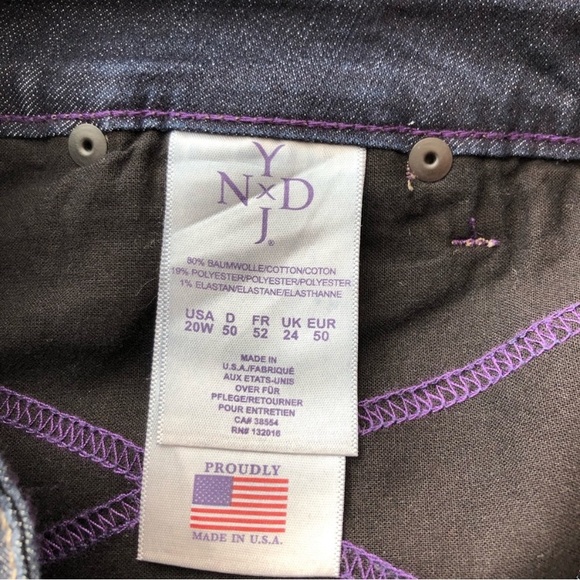 Y
N x D
J®
80% BAUMWOLLE/COTTON/COTON
19% POLYESTER/POLYESTER/POLYESTER
1% ELASTAN/ELASTANE/ELASTHANNE
USA D FR UK EUR
20W 50 52 24 50
MADE IN
U.S.A./FABRIQUÉ
AUX ETATS-UNIS
OVER FÜR
PFLEGE/RETOURNER
POUR ENTRETIEN
CA# 38554
RN# 132016
PROUDLY
MADE IN U.S.A.